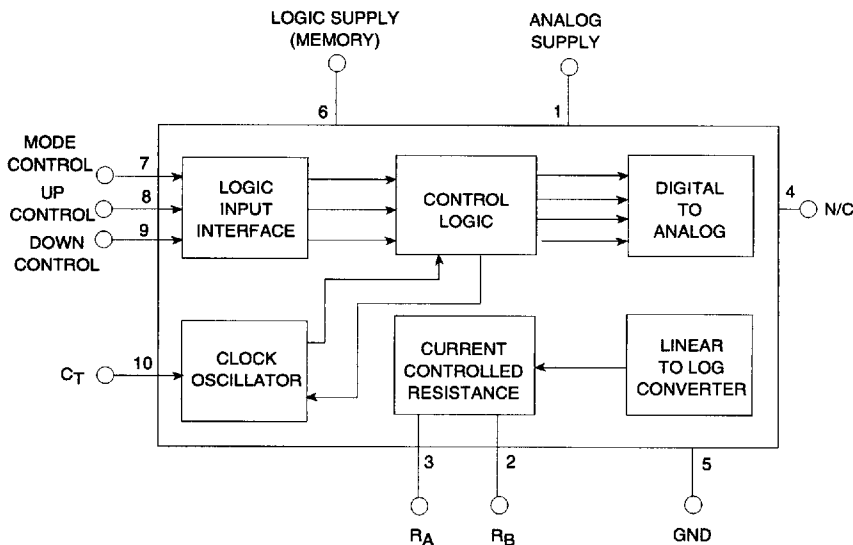 LOGIC SUPPLY
(MEMORY)
ANALOG
SUPPLY
6
1
MODE
CONTROL
7
UP
CONTROL
8
DOWN
CONTROL
9
LOGIC
INPUT
INTERFACE
CONTROL
LOGIC
DIGITAL
TO
ANALOG
4
N/C
CT
10
CLOCK
OSCILLATOR
CURRENT
CONTROLLED
RESISTANCE
LINEAR
TO LOG
CONVERTER
3
2
5
RA
RB
GND